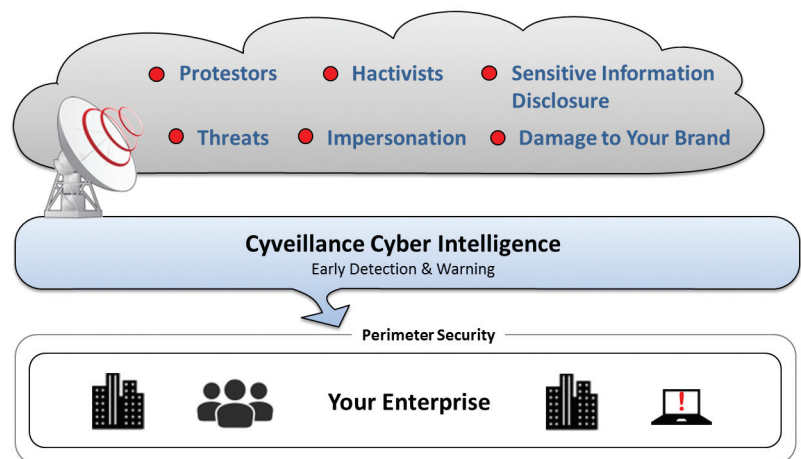 Protestors
Hactivists
Sensitive Information
Disclosure
Threats
Impersonation
Damage to Your Brand
Cyveillance Cyber Intelligence
Early Detection & Warning
Perimeter Security
Your Enterprise
!